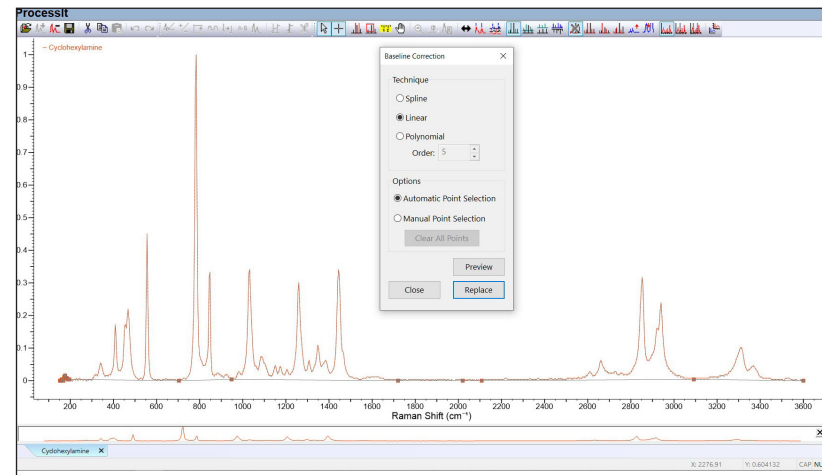 ProcessIt
Cyclohexylamine
Baseline Correction
Technique
Spline
Linear
Polynomial
Order: 5
Options
Automatic Point Selection
Manual Point Selection
Clear All Points
Preview
Close
Replace
1
0.9
0.8
0.7
0.6
0.5
0.4
0.3
0.2
0.1
0
200 400 600 800 1000 1200 1400 1600 1800 2000 2200 2400 2600 2800 3000 3200 3400 3600
Raman Shift (cm⁻¹)
Cyclohexylamine
X: 2276.91 Y: 0.604132 CAP NU